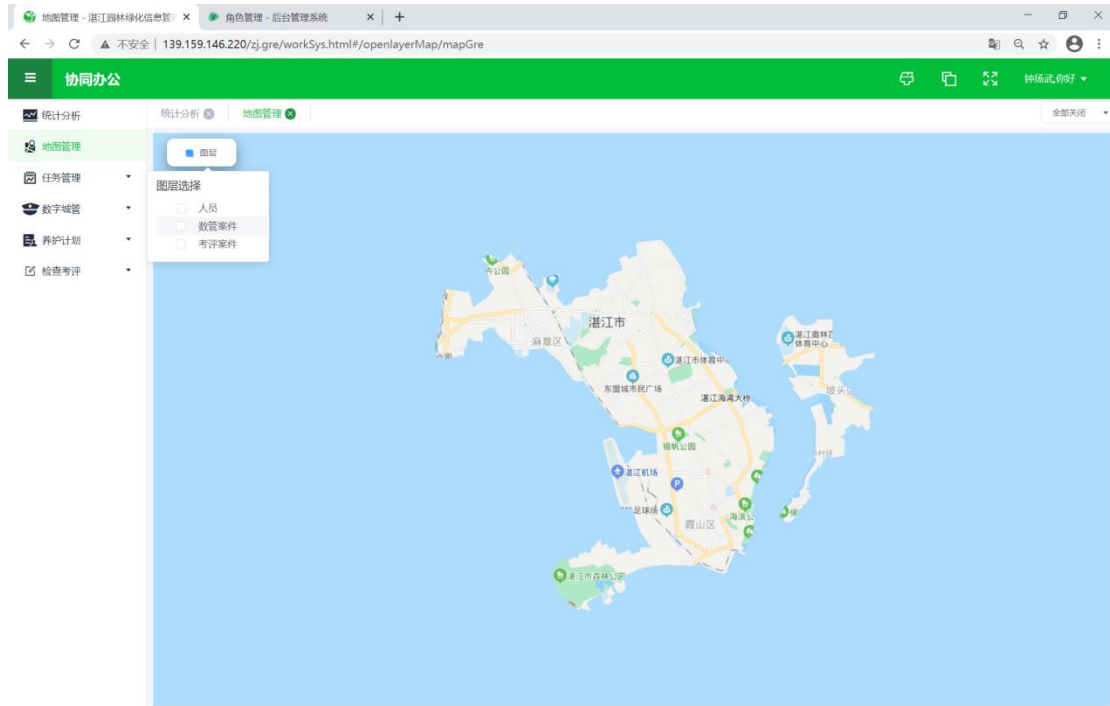 地图管理 - 湛江园林绿化信息管
角色管理 - 后台管理系统
不安全 | 139.159.146.220/zj.gre/workSys.html#/openlayerMap/mapGre
协同办公
钟扬武,你好
统计分析
地图管理
任务管理
数字城管
养护计划
检查考评
统计分析
地图管理
全部关闭
图层
图层选择
人员
数管案件
考评案件
公园
湛江市
麻章区
湛江奥林匹
体育中心
湛江市体育中心
东盟城市民广场
坡头
湛江海湾大桥
银帆公园
湛江机场
P
足球场
海滨公
霞山区
湛江市森林公园